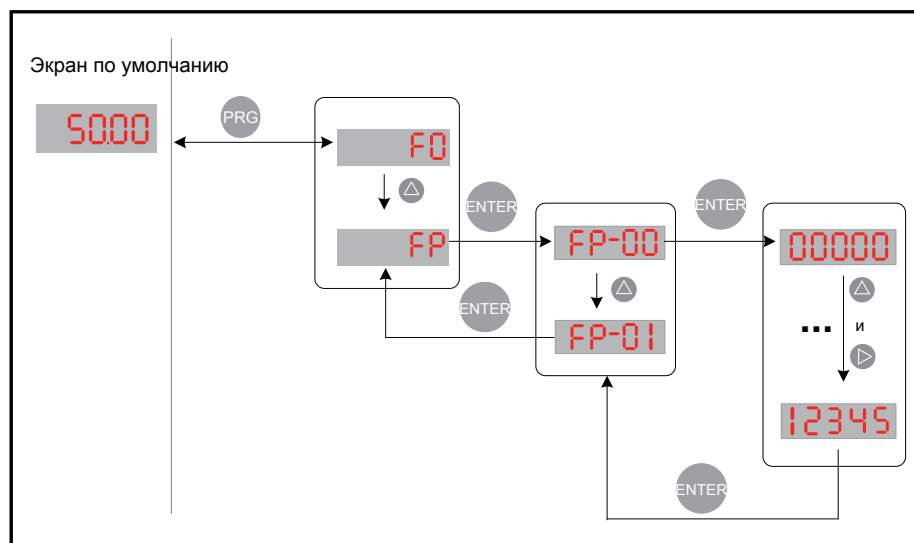 Экран по умолчанию
50.00
PRG
F0
FP
ENTER
ENTER
FP-00
FP-01
ENTER
00000
... и
12345
ENTER